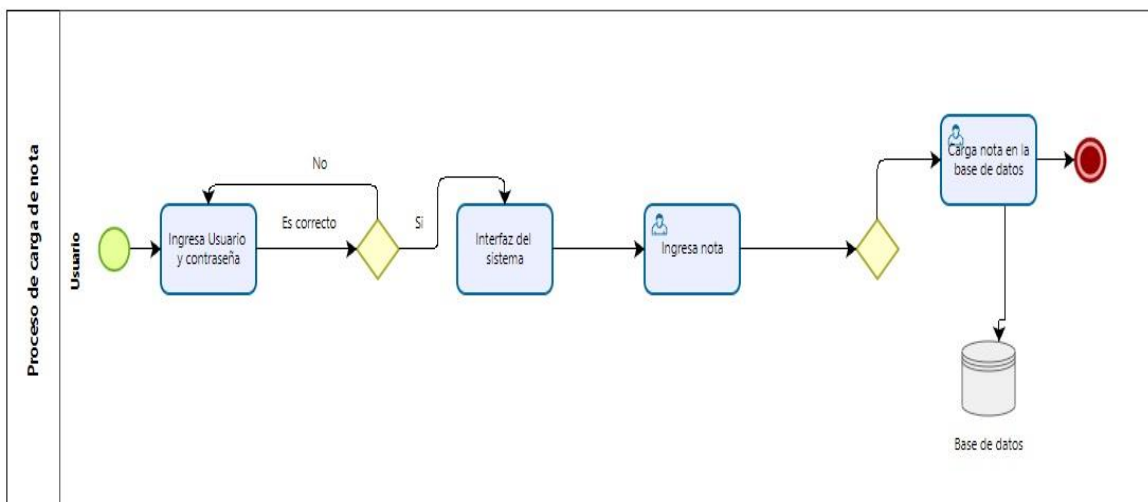 Proceso de carga de nota
Usuario
No
Ingresa Usuario
y contraseña
Es correcto
Si
Interfaz del
sistema
Ingresa nota
Carga nota en la
base de datos
Base de datos